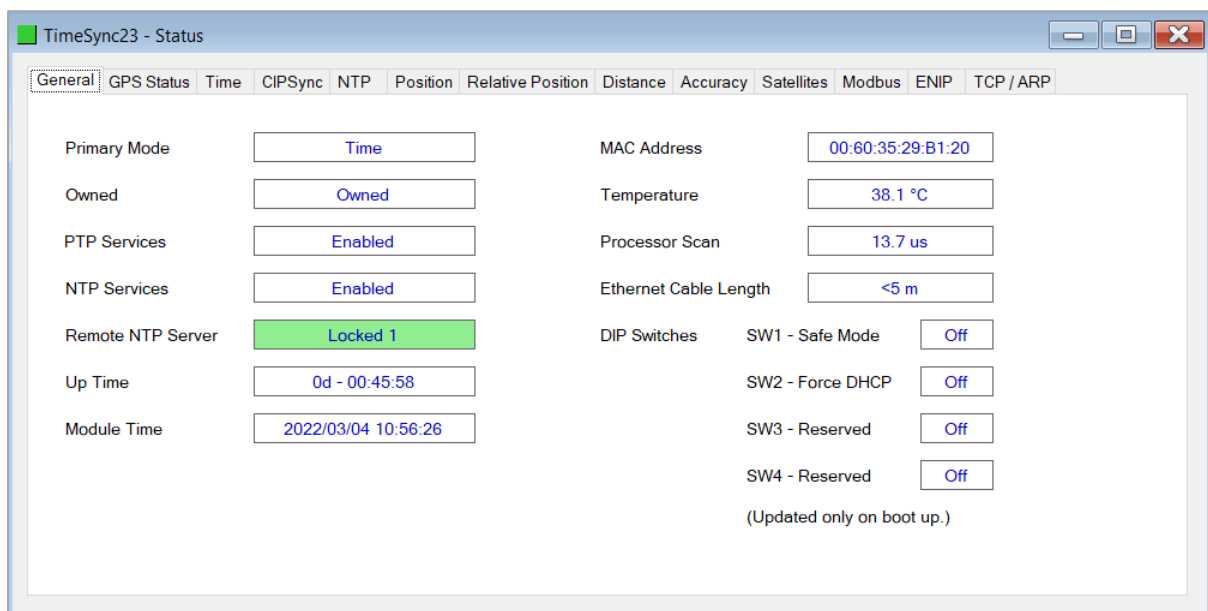 TimeSync23 - Status
General GPS Status Time CIPSync NTP Position Relative Position Distance Accuracy Satellites Modbus ENIP TCP / ARP
Primary Mode Time
Owned Owned
PTP Services Enabled
NTP Services Enabled
Remote NTP Server Locked 1
Up Time 0d - 00:45:58
Module Time 2022/03/04 10:56:26
MAC Address 00:60:35:29:B1:20
Temperature 38.1 °C
Processor Scan 13.7 us
Ethernet Cable Length <5 m
DIP Switches SW1 - Safe Mode Off
SW2 - Force DHCP Off
SW3 - Reserved Off
SW4 - Reserved Off
(Updated only on boot up.)